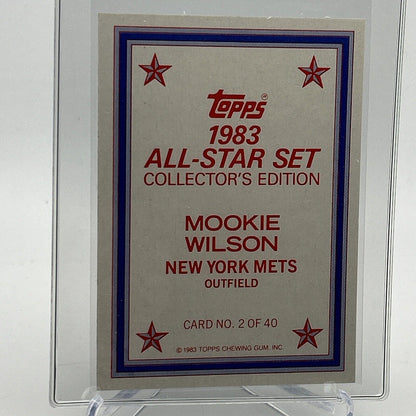 Topps®
1983
ALL-STAR SET
COLLECTOR'S EDITION
MOOKIE
WILSON
NEW YORK METS
OUTFIELD
CARD NO. 2 OF 40
© 1983 TOPPS CHEWING GUM, INC.